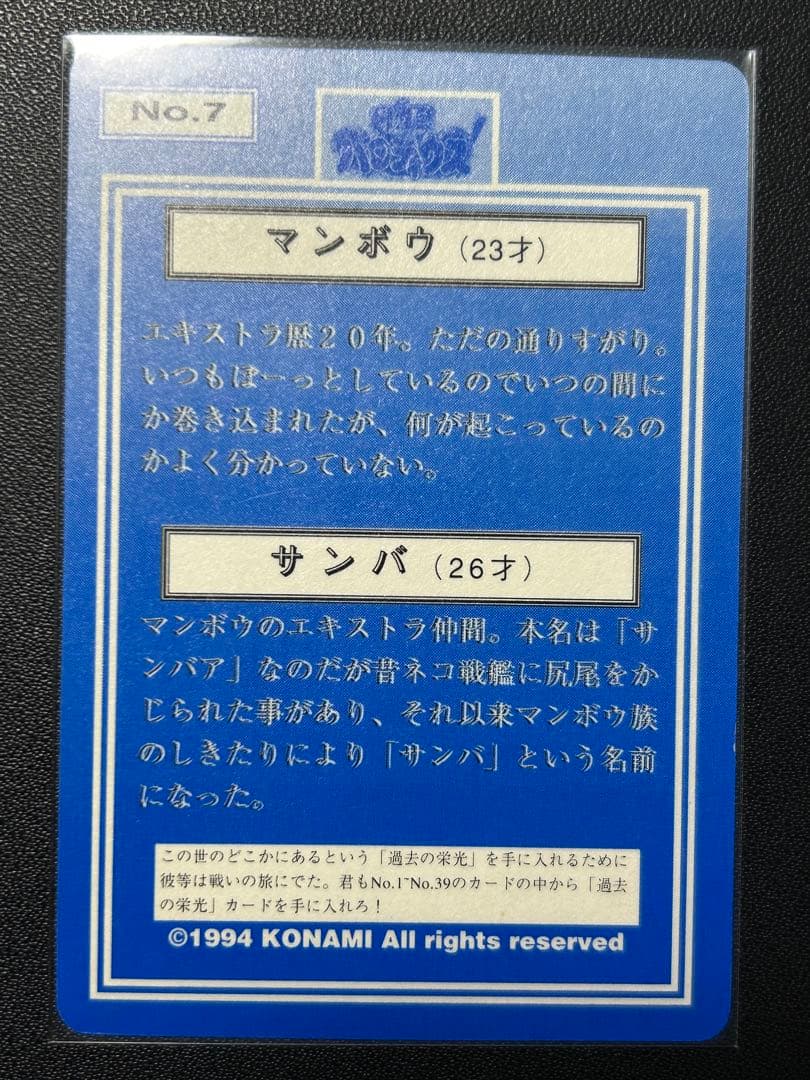 No.7
マンボウ（23才）
エキストラ歴２０年。ただの通りすがり。
いつもぼーっとしているのでいつの間に
か巻き込まれたが、何が起こっているの
かよく分かっていない。
サンバ（26才）
マンボウのエキストラ仲間。本名は「サ
ンバア」なのだが昔ネコ戦艦に尻尾をか
じられた事があり、それ以来マンボウ族
のしきたりにより「サンバ」という名前
になった。
この世のどこかにあるという「過去の栄光」を手に入れるために
彼等は戦いの旅にでた。君もNo.1~No.39のカードの中から「過去
の栄光」カードを手に入れろ！
©1994 KONAMI All rights reserved